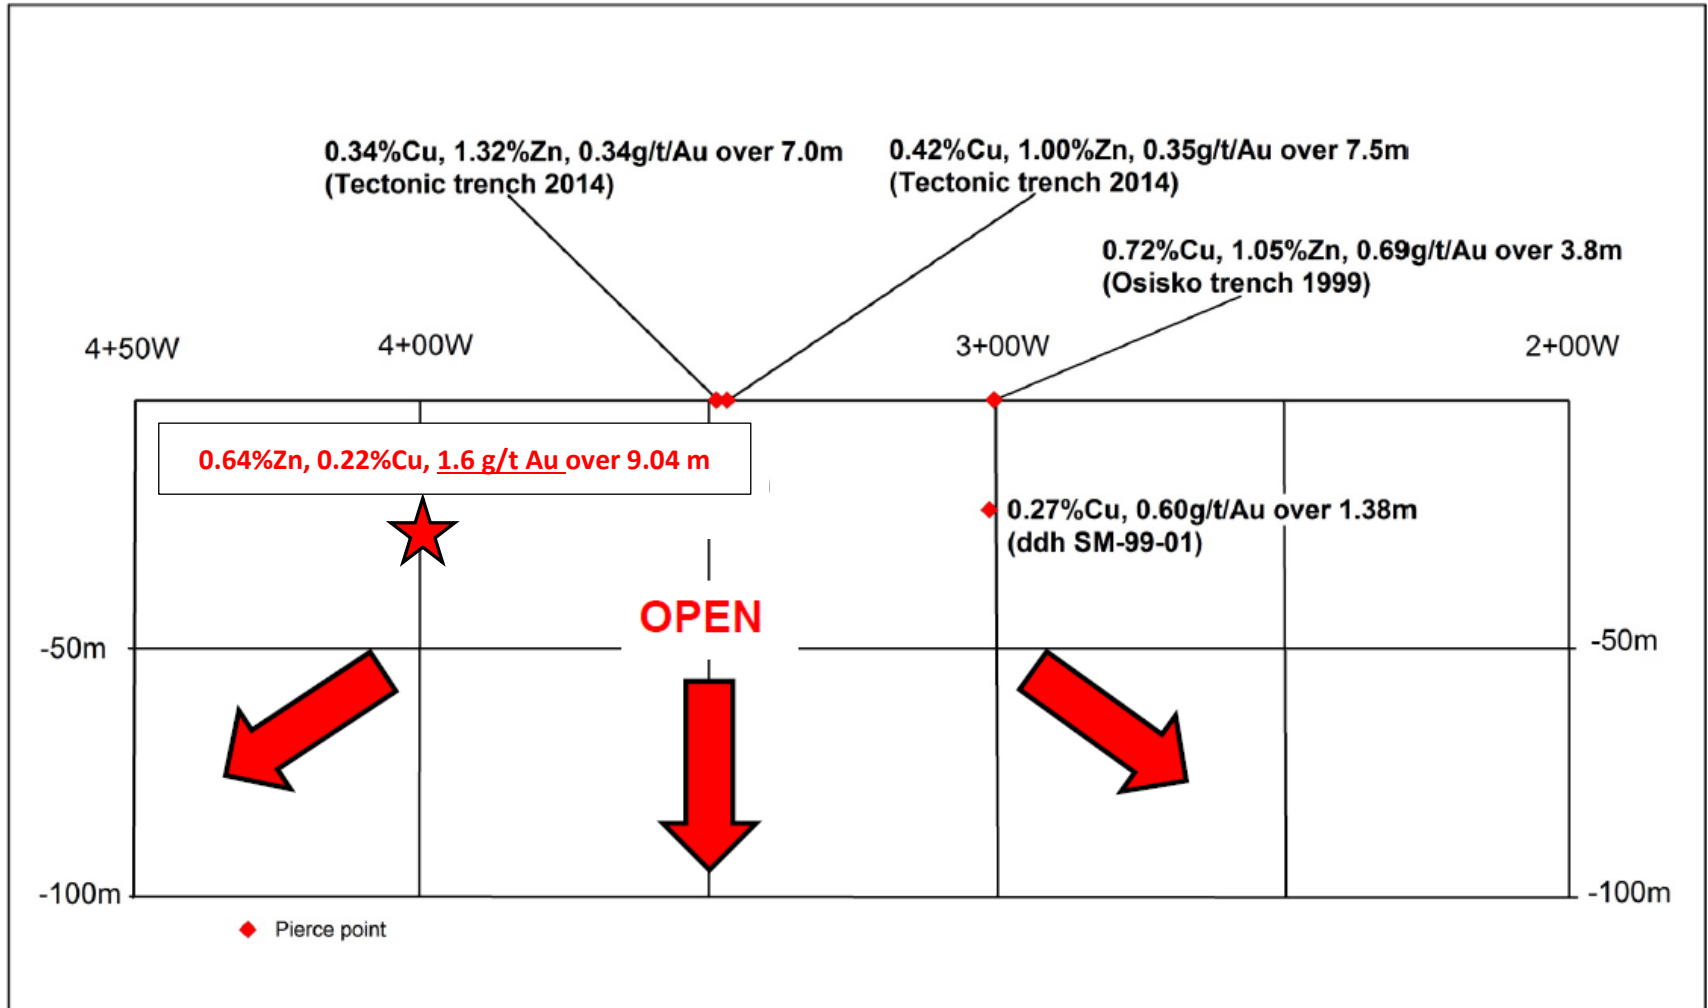 0.34%Cu, 1.32%Zn, 0.34g/t/Au over 7.0m
(Tectonic trench 2014)
0.42%Cu, 1.00%Zn, 0.35g/t/Au over 7.5m
(Tectonic trench 2014)
0.72%Cu, 1.05%Zn, 0.69g/t/Au over 3.8m
(Osisko trench 1999)
4+50W
4+00W
3+00W
2+00W
0.64%Zn, 0.22%Cu, 1.6 g/t Au over 9.04 m
0.27%Cu, 0.60g/t/Au over 1.38m
(ddh SM-99-01)
OPEN
-50m
-50m
-100m
-100m
Pierce point